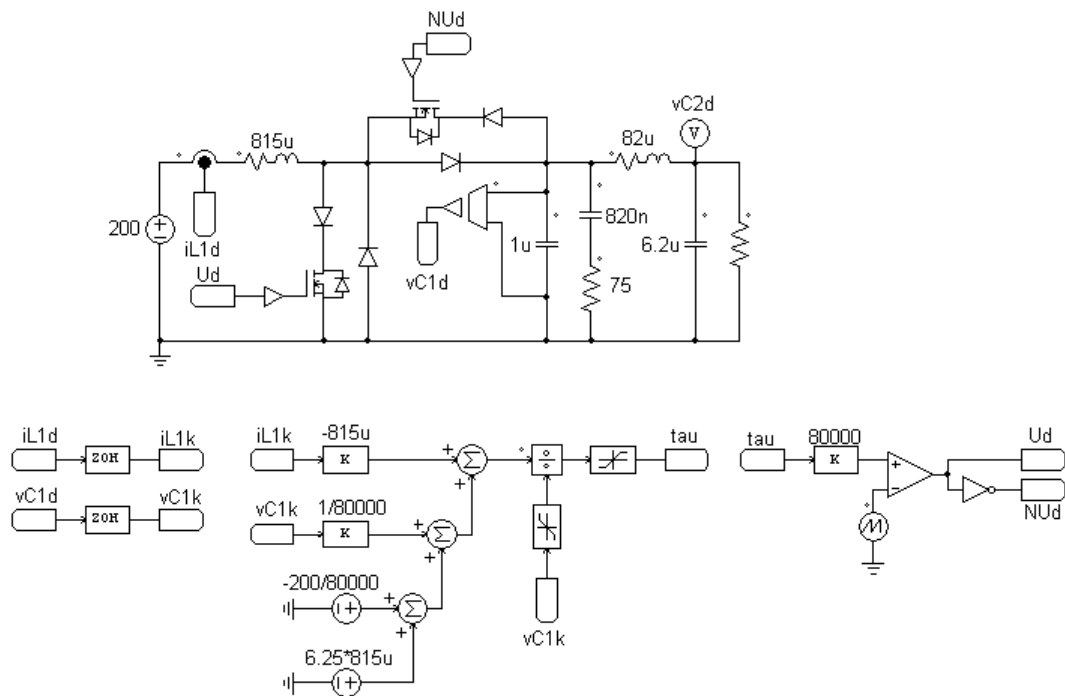 NUd
vC2d
815u
82u
200
iL1d
820n
1u
6.2u
vC1d
Ud
75
iL1d
ZOH
iL1k
iL1k
-815u
K
tau
tau
80000
K
Ud
vC1d
ZOH
vC1k
vC1k
1/80000
K
NUd
-200/80000
vC1k
6.25*815u